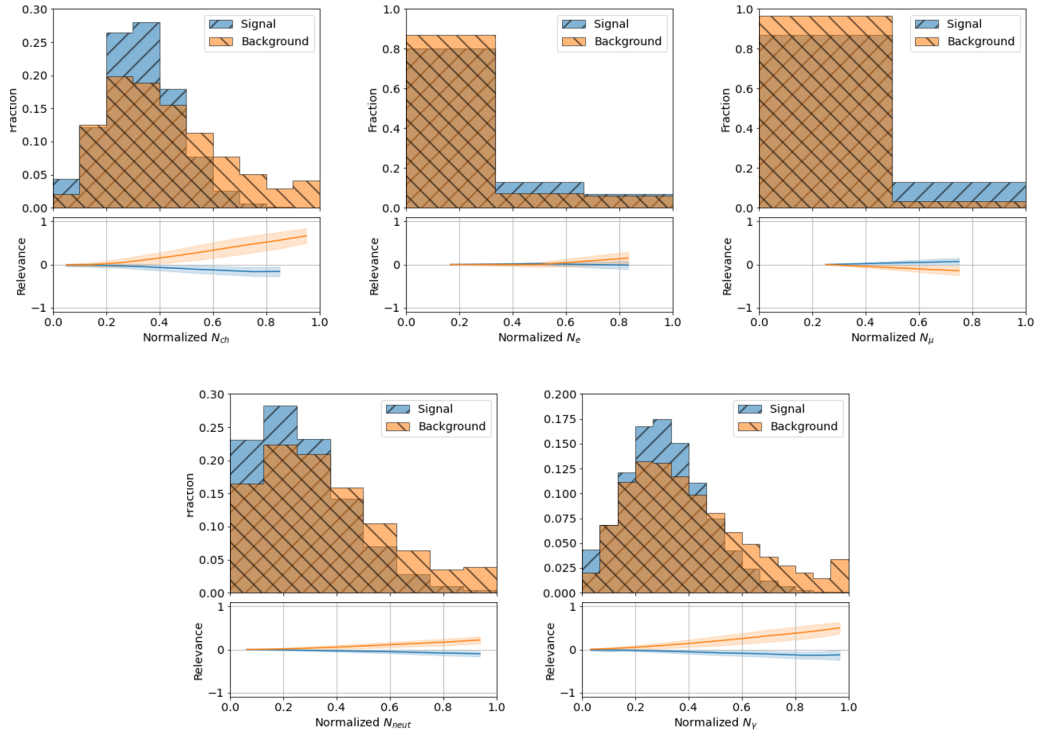 0.30
0.25
0.20
0.15
0.10
0.05
0.00
Fraction
Signal
Background
1
0
−1
Relevance
0.0 0.2 0.4 0.6 0.8 1.0
Normalized N_ch
1.0
0.8
0.6
0.4
0.2
0.0
Fraction
Signal
Background
1
0
−1
Relevance
0.0 0.2 0.4 0.6 0.8 1.0
Normalized N_e
1.0
0.8
0.6
0.4
0.2
0.0
Fraction
Signal
Background
1
0
−1
Relevance
0.0 0.2 0.4 0.6 0.8 1.0
Normalized N_μ
0.30
0.25
0.20
0.15
0.10
0.05
0.00
Fraction
Signal
Background
1
0
−1
Relevance
0.0 0.2 0.4 0.6 0.8 1.0
Normalized N_neut
0.200
0.175
0.150
0.125
0.100
0.075
0.050
0.025
0.000
Fraction
Signal
Background
1
0
−1
Relevance
0.0 0.2 0.4 0.6 0.8 1.0
Normalized N_γ